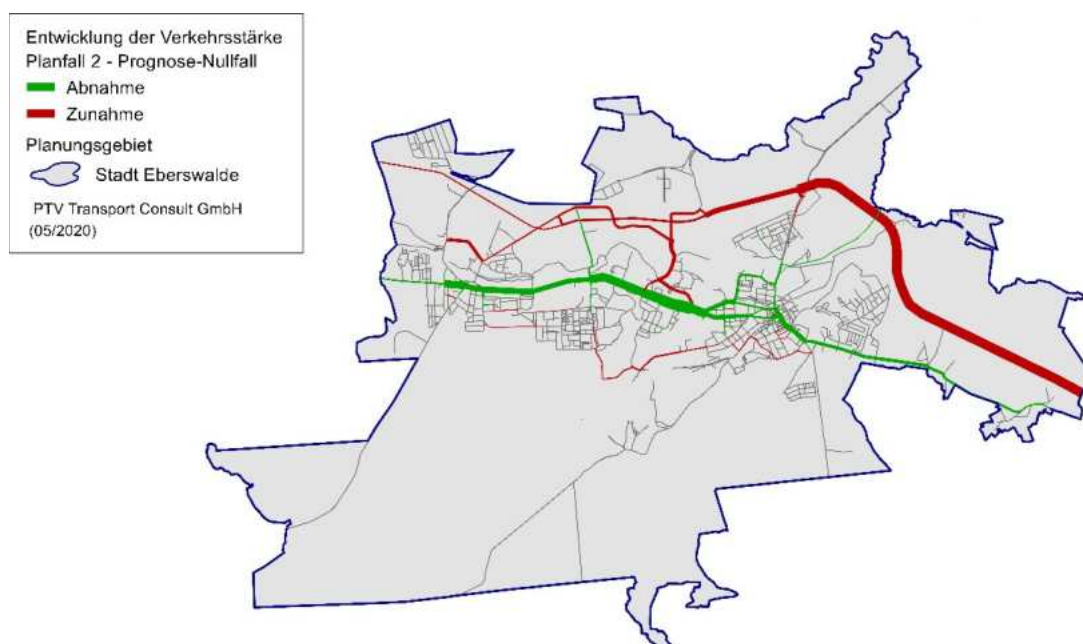 Entwicklung der Verkehrsstärke
Planfall 2 - Prognose-Nullfall
Abnahme
Zunahme
Planungsgebiet
Stadt Eberswalde
PTV Transport Consult GmbH
(05/2020)